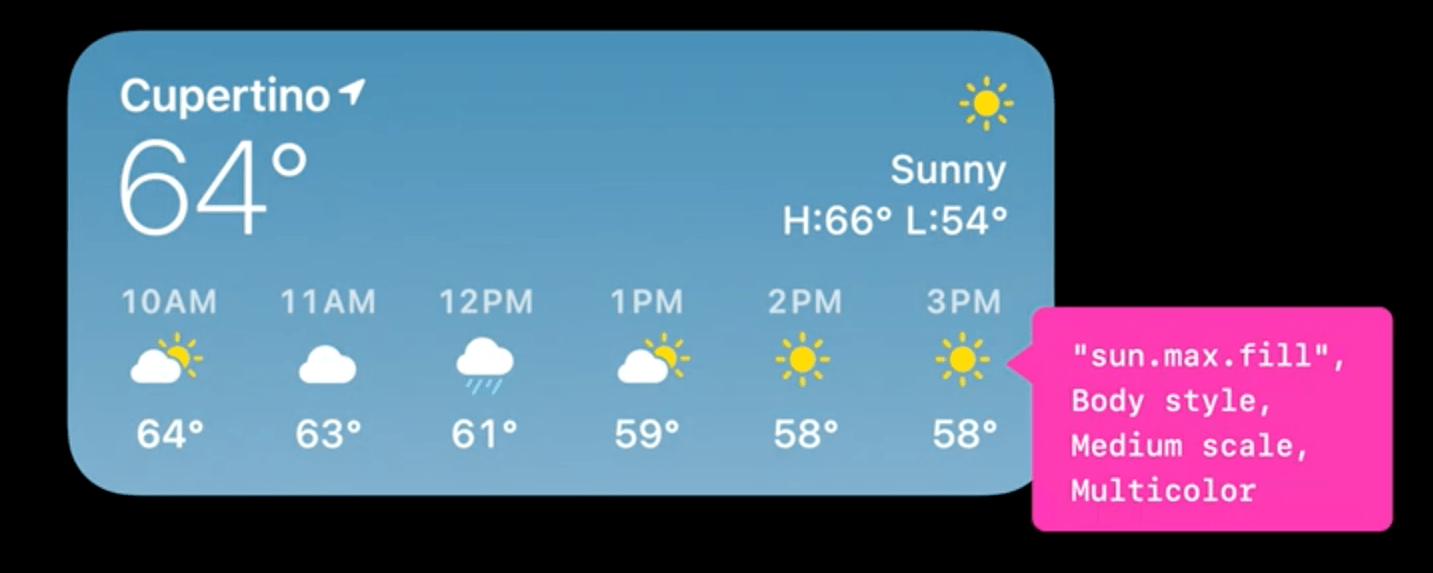 Cupertino
64°
Sunny
H:66° L:54°
10AM 11AM 12PM 1PM 2PM 3PM
64° 63° 61° 59° 58° 58°
"sun.max.fill",
Body style,
Medium scale,
Multicolor